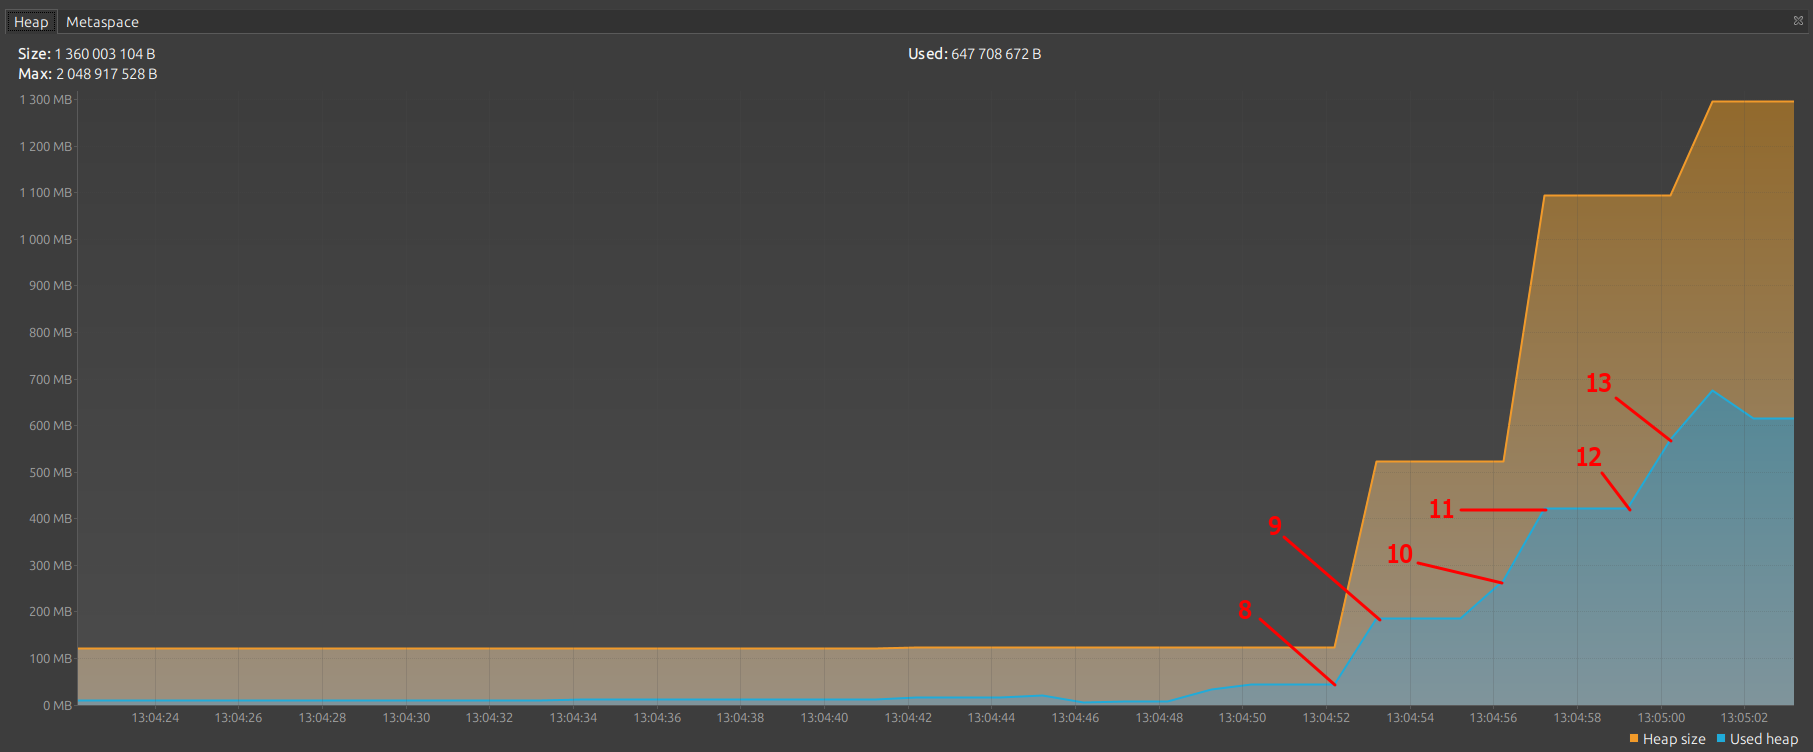 Heap Metaspace
Size: 1 360 003 104 B Used: 647 708 672 B
Max: 2 048 917 528 B
1 300 MB
1 200 MB
1 100 MB
1 000 MB
900 MB
800 MB
700 MB
600 MB
500 MB
400 MB
300 MB
200 MB
100 MB
0 MB
13
12
11
9
10
8
13:04:24 13:04:26 13:04:28 13:04:30 13:04:32 13:04:34 13:04:36 13:04:38 13:04:40 13:04:42 13:04:44 13:04:46 13:04:48 13:04:50 13:04:52 13:04:54 13:04:56 13:04:58 13:05:00 13:05:02
Heap size Used heap